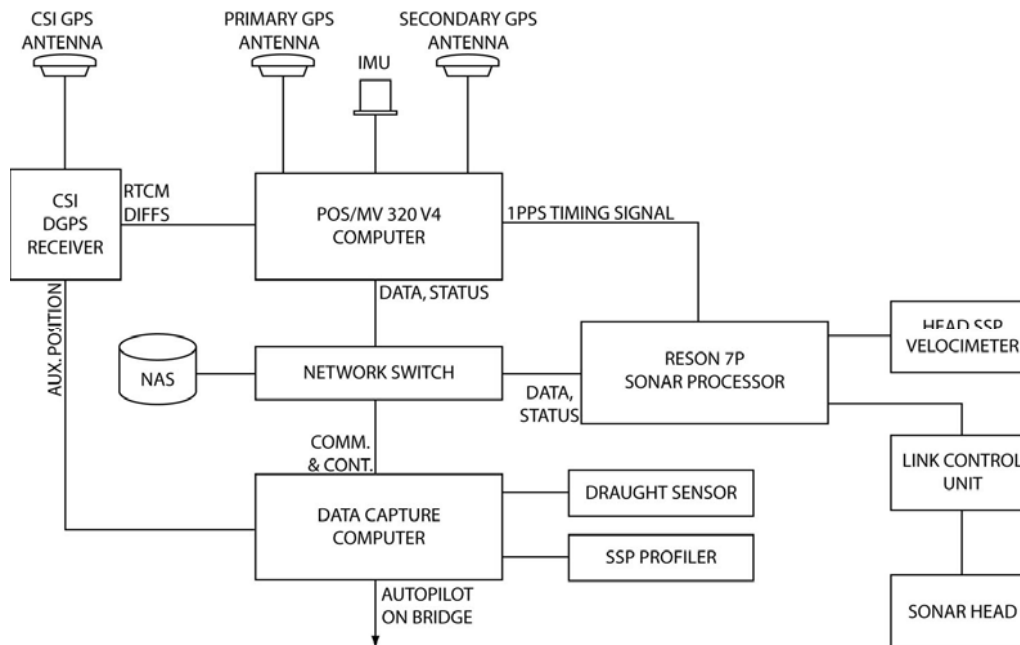 CSI GPS
ANTENNA
PRIMARY GPS
ANTENNA
IMU
SECONDARY GPS
ANTENNA
CSI
DGPS
RECEIVER
RTCM
DIFFS
POS/MV 320 V4
COMPUTER
1PPS TIMING SIGNAL
AUX. POSITION
DATA, STATUS
NAS
NETWORK SWITCH
DATA,
STATUS
RESON 7P
SONAR PROCESSOR
HEAD SSP
VELOCIMETER
COMM.
& CONT.
DATA CAPTURE
COMPUTER
DRAUGHT SENSOR
SSP PROFILER
LINK CONTROL
UNIT
SONAR HEAD
AUTOPILOT
ON BRIDGE